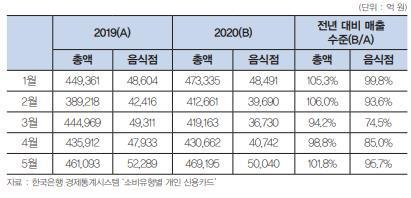 (단위 : 억 원)
2019(A) 2020(B) 전년 대비 매출 수준(B/A)
총액 음식점 총액 음식점 총액 음식점
1월 449,361 48,604 473,335 48,491 105.3% 99.8%
2월 389,218 42,416 412,661 39,690 106.0% 93.6%
3월 444,969 49,311 419,163 36,730 94.2% 74.5%
4월 435,912 47,933 430,662 40,742 98.8% 85.0%
5월 461,093 52,289 469,195 50,040 101.8% 95.7%
자료 : 한국은행 경제통계시스템 '소비유형별 개인 신용카드'